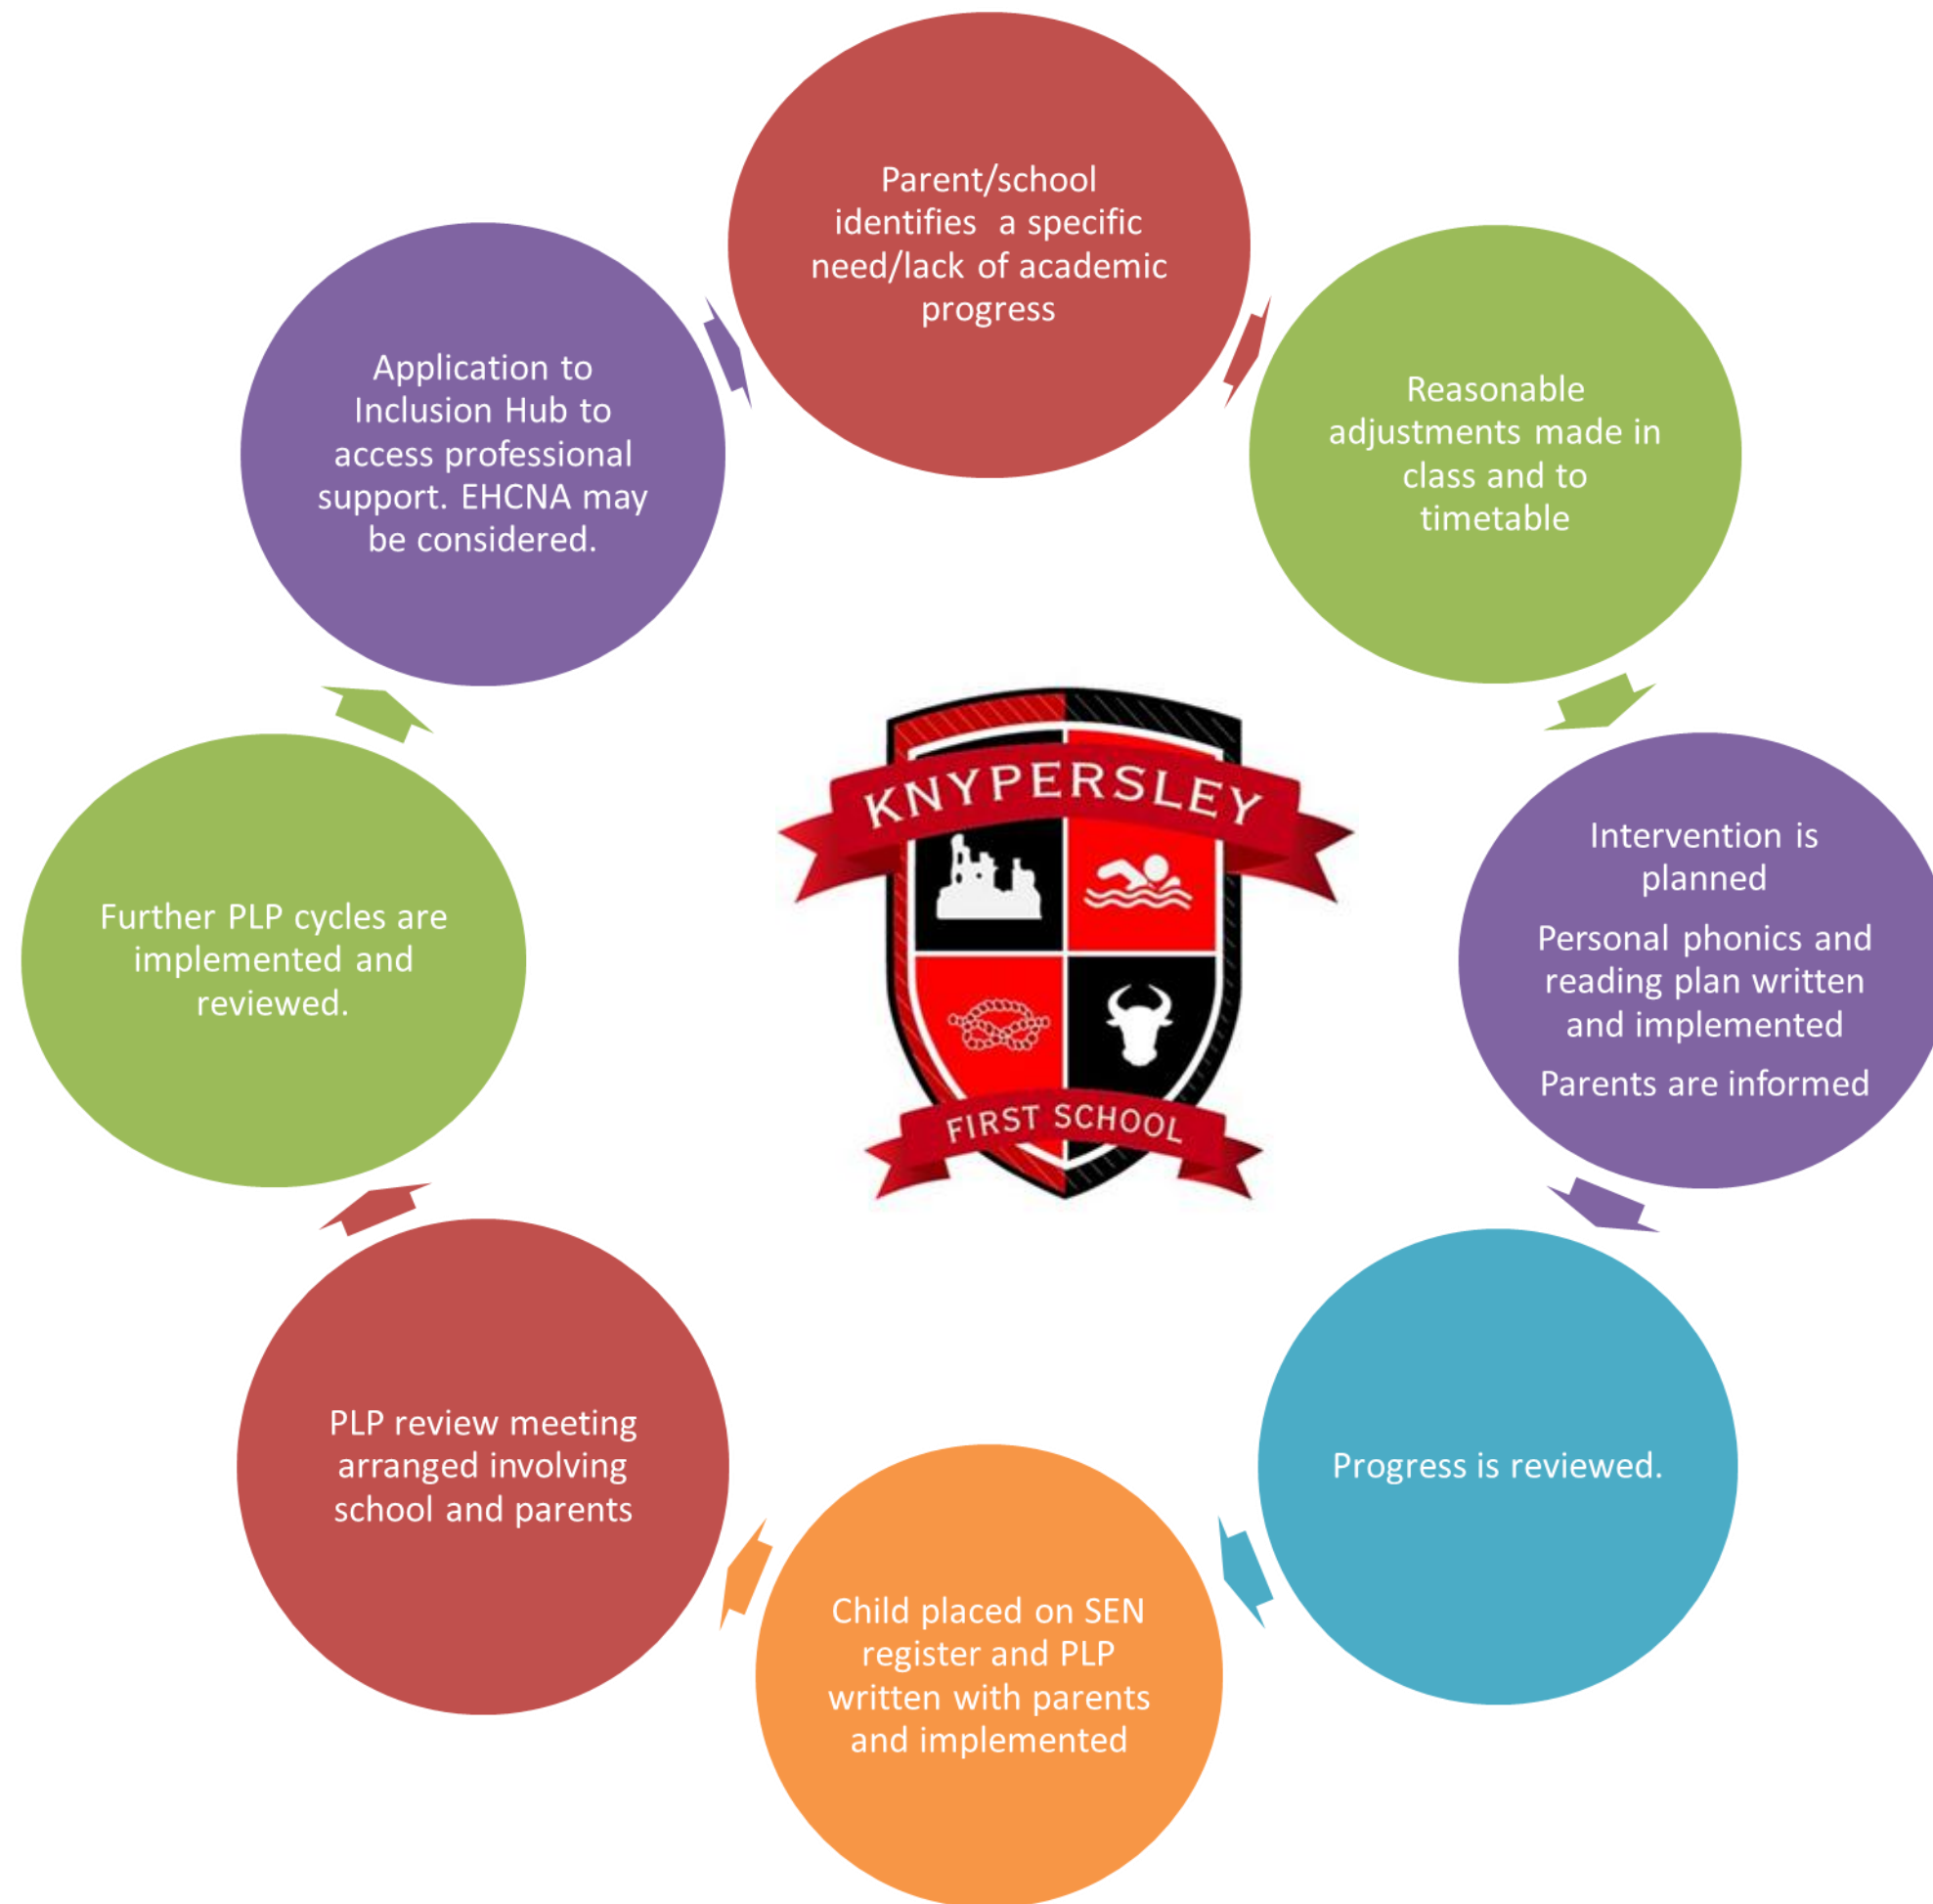 Parent/school
identifies  a specific
need/lack of academic
progress
Reasonable
adjustments made in
class and to
timetable
Intervention is
planned
Personal phonics and
reading plan written
and implemented
Parents are informed
Progress is reviewed.
Child placed on SEN
register and PLP
written with parents
and implemented
PLP review meeting
arranged involving
school and parents
Further PLP cycles are
implemented and
reviewed.
Application to
Inclusion Hub to
access professional
support. EHCNA may
be considered.
KNYPERSLEY
FIRST SCHOOL